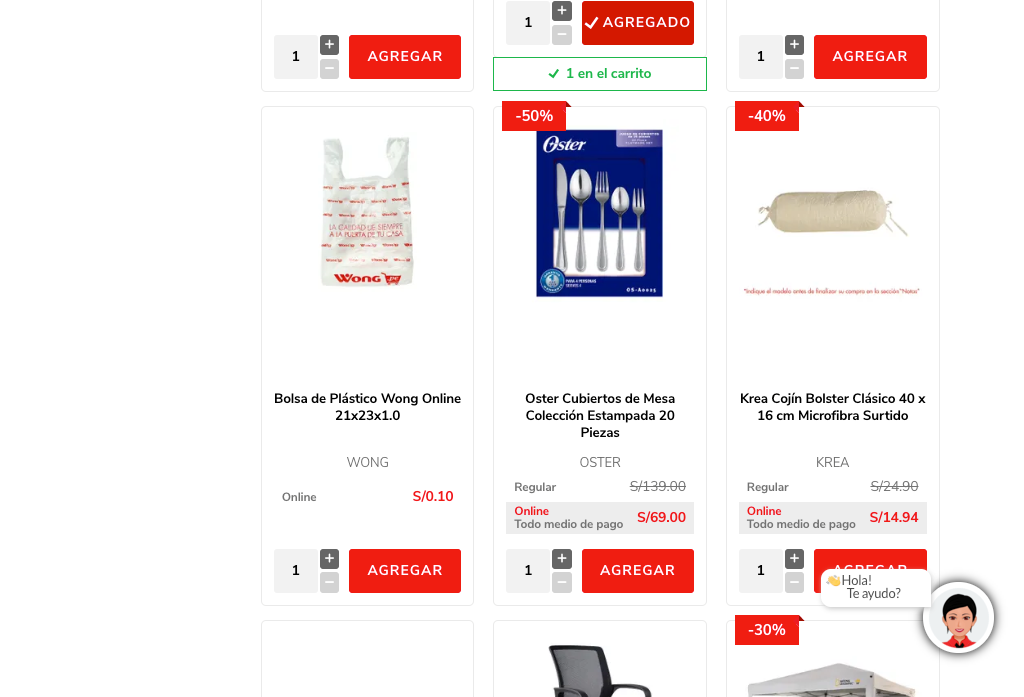 1
+
−
AGREGAR
1
+
−
AGREGADO
1 en el carrito
1
+
−
AGREGAR
LA CALIDAD DE SIEMPRE
A LA PUERTA DE TU CASA
Wong
Bolsa de Plástico Wong Online
21x23x1.0
WONG
Online S/0.10
1
+
−
AGREGAR
-50%
Oster
PARA 4 PERSONAS
SERVES 4
Oster Cubiertos de Mesa
Colección Estampada 20
Piezas
OSTER
Regular S/139.00
Online
Todo medio de pago S/69.00
1
+
−
AGREGAR
-40%
*Indique el modelo antes de finalizar su compra en la sección "Notas"
Krea Cojín Bolster Clásico 40 x
16 cm Microfibra Surtido
KREA
Regular S/24.90
Online
Todo medio de pago S/14.94
1
+
−
AGREGAR
Hola!
Te ayudo?
-30%